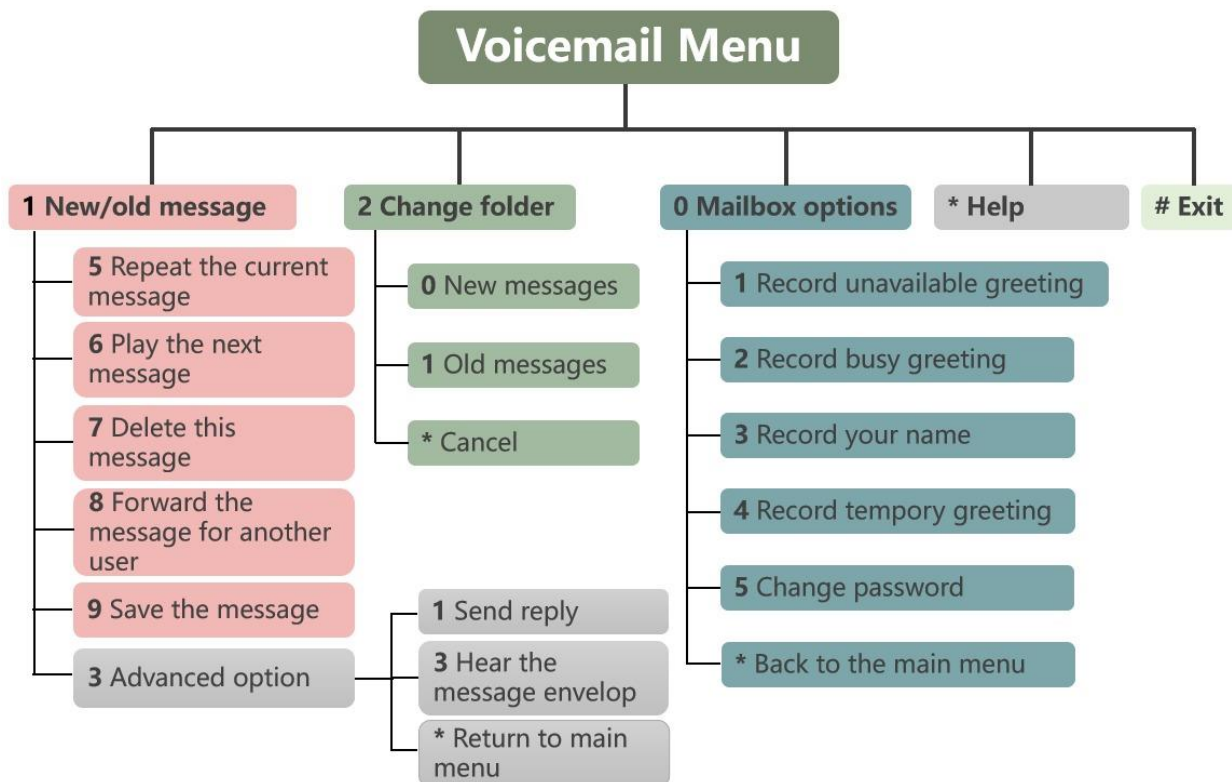 Voicemail Menu
1 New/old message
5 Repeat the current
message
6 Play the next
message
7 Delete this
message
8 Forward the
message for another
user
9 Save the message
3 Advanced option
1 Send reply
3 Hear the
message envelop
* Return to main
menu
2 Change folder
0 New messages
1 Old messages
* Cancel
0 Mailbox options
1 Record unavailable greeting
2 Record busy greeting
3 Record your name
4 Record tempory greeting
5 Change password
* Back to the main menu
* Help
# Exit